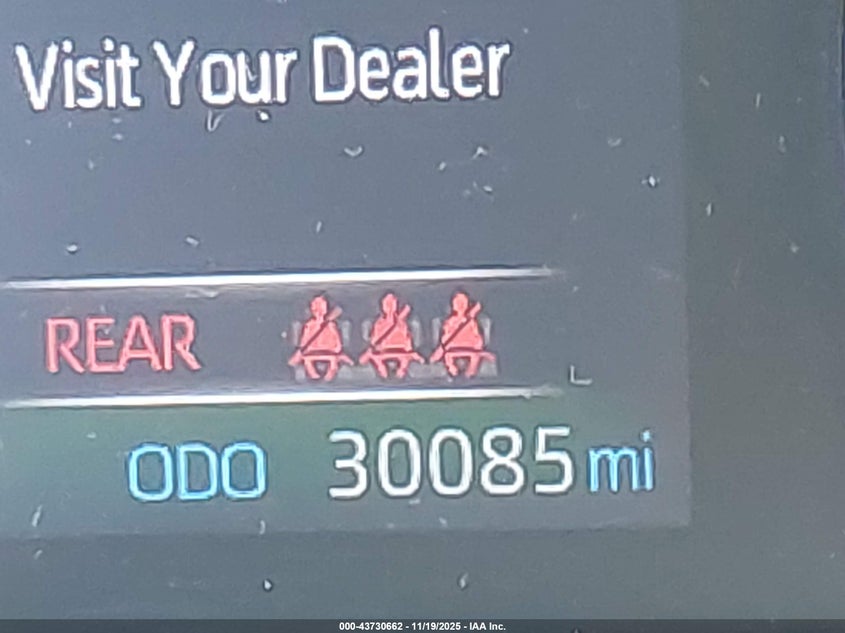 Visit Your Dealer
REAR
ODO 30085 mi
000-43730662 - 11/19/2025 - IAA Inc.